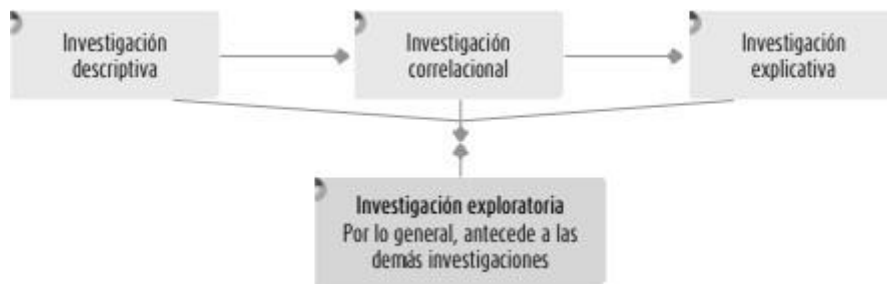 Investigación
descriptiva
Investigación
correlacional
Investigación
explicativa
Investigación exploratoria
Por lo general, antecede a las
demás investigaciones